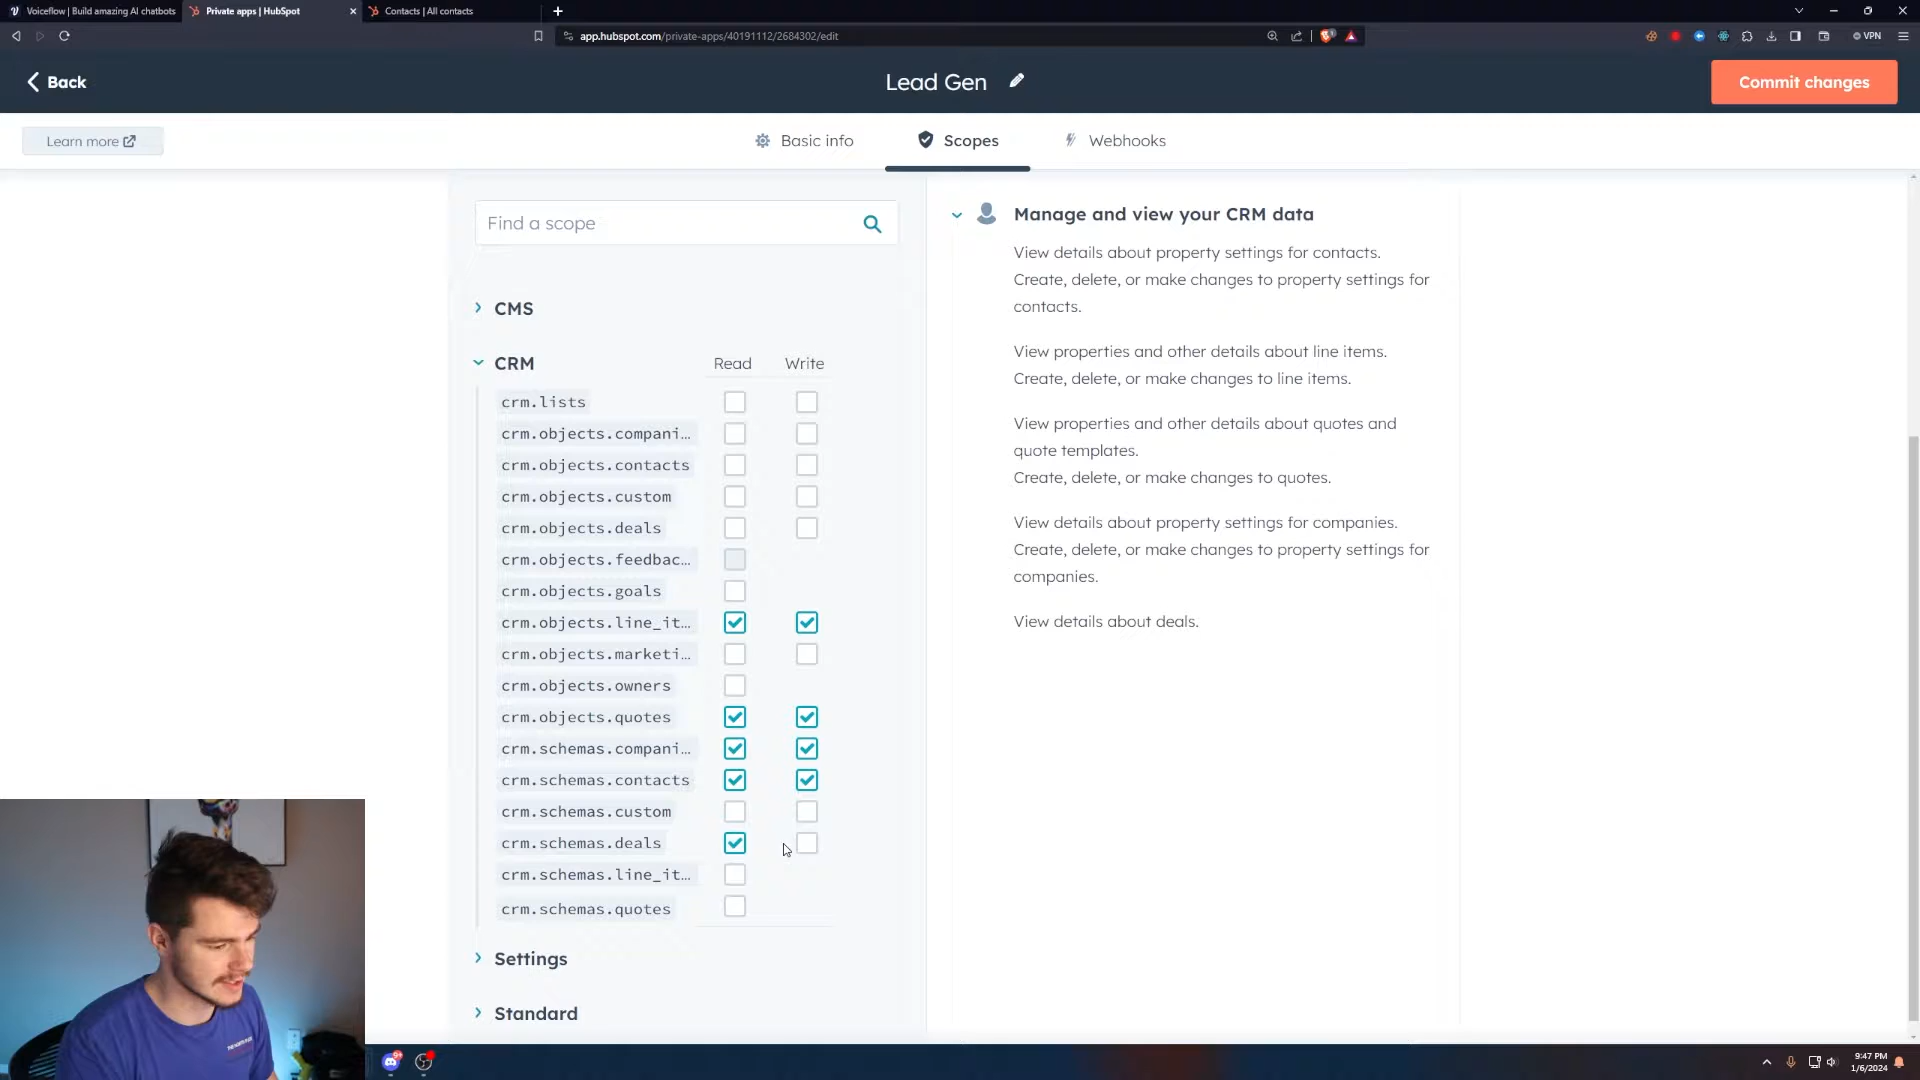 Voiceflow | Build amazing AI chatbots
Private apps | HubSpot
Contacts | All contacts
app.hubspot.com/private-apps/40191112/2684302/edit
VPN
Back
Lead Gen
Commit changes
Learn more
Basic info
Scopes
Webhooks
Find a scope
CMS
CRM Read Write
crm.lists
crm.objects.compani...
crm.objects.contacts
crm.objects.custom
crm.objects.deals
crm.objects.feedbac...
crm.objects.goals
crm.objects.line_it...
crm.objects.marketi...
crm.objects.owners
crm.objects.quotes
crm.schemas.compani...
crm.schemas.contacts
crm.schemas.custom
crm.schemas.deals
crm.schemas.line_it...
crm.schemas.quotes
Settings
Standard
Manage and view your CRM data
View details about property settings for contacts.
Create, delete, or make changes to property settings for
contacts.
View properties and other details about line items.
Create, delete, or make changes to line items.
View properties and other details about quotes and
quote templates.
Create, delete, or make changes to quotes.
View details about property settings for companies.
Create, delete, or make changes to property settings for
companies.
View details about deals.
9:47 PM
1/6/2024